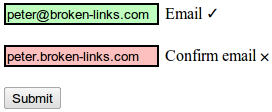 peter@broken-links.com Email ✓
peter.broken-links.com Confirm email ×
Submit